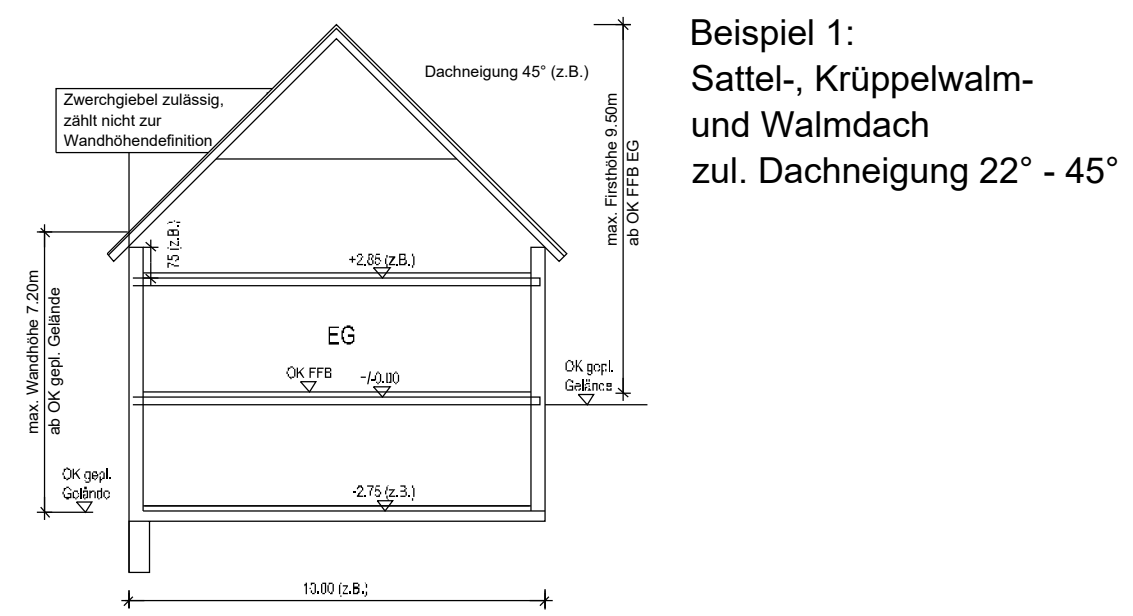 Beispiel 1:
Sattel-, Krüppelwalm-
und Walmdach
zul. Dachneigung 22° - 45°
Dachneigung 45° (z.B.)
Zwerchgiebel zulässig,
zählt nicht zur
Wandhöhendefinition
max. Firsthöhe 9.50m
ab OK FFB EG
75 (z.B.)
+2.85 (z.B.)
max. Wandhöhe 7.20m
ab OK gepl. Gelände
EG
OK FFB
+/-0.00
OK gepl.
Gelände
OK gepl.
Gelände
-2.75 (z.B.)
10.00 (z.B.)